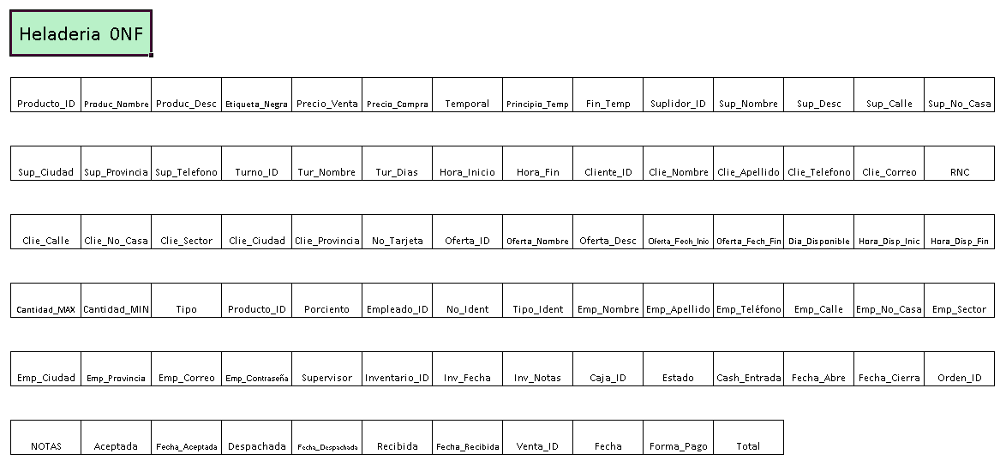 Heladeria 0NF
Producto_ID Produc_Nombre Produc_Desc Etiqueta_Negra Precio_Venta Precio_Compra Temporal Principio_Temp Fin_Temp Suplidor_ID Sup_Nombre Sup_Desc Sup_Calle Sup_No_Casa
Sup_Ciudad Sup_Provincia Sup_Telefono Turno_ID Tur_Nombre Tur_Dias Hora_Inicio Hora_Fin Cliente_ID Clie_Nombre Clie_Apellido Clie_Telefono Clie_Correo RNC
Clie_Calle Clie_No_Casa Clie_Sector Clie_Ciudad Clie_Provincia No_Tarjeta Oferta_ID Oferta_Nombre Oferta_Desc Oferta_Fech_Inic Oferta_Fech_Fin Dia_Disponible Hora_Disp_Inic Hora_Disp_Fin
Cantidad_MAX Cantidad_MIN Tipo Producto_ID Porciento Empleado_ID No_Ident Tipo_Ident Emp_Nombre Emp_Apellido Emp_Teléfono Emp_Calle Emp_No_Casa Emp_Sector
Emp_Ciudad Emp_Provincia Emp_Correo Emp_Contraseña Supervisor Inventario_ID Inv_Fecha Inv_Notas Caja_ID Estado Cash_Entrada Fecha_Abre Fecha_Cierra Orden_ID
NOTAS Aceptada Fecha_Aceptada Despachada Fecha_Despachada Recibida Fecha_Recibida Venta_ID Fecha Forma_Pago Total